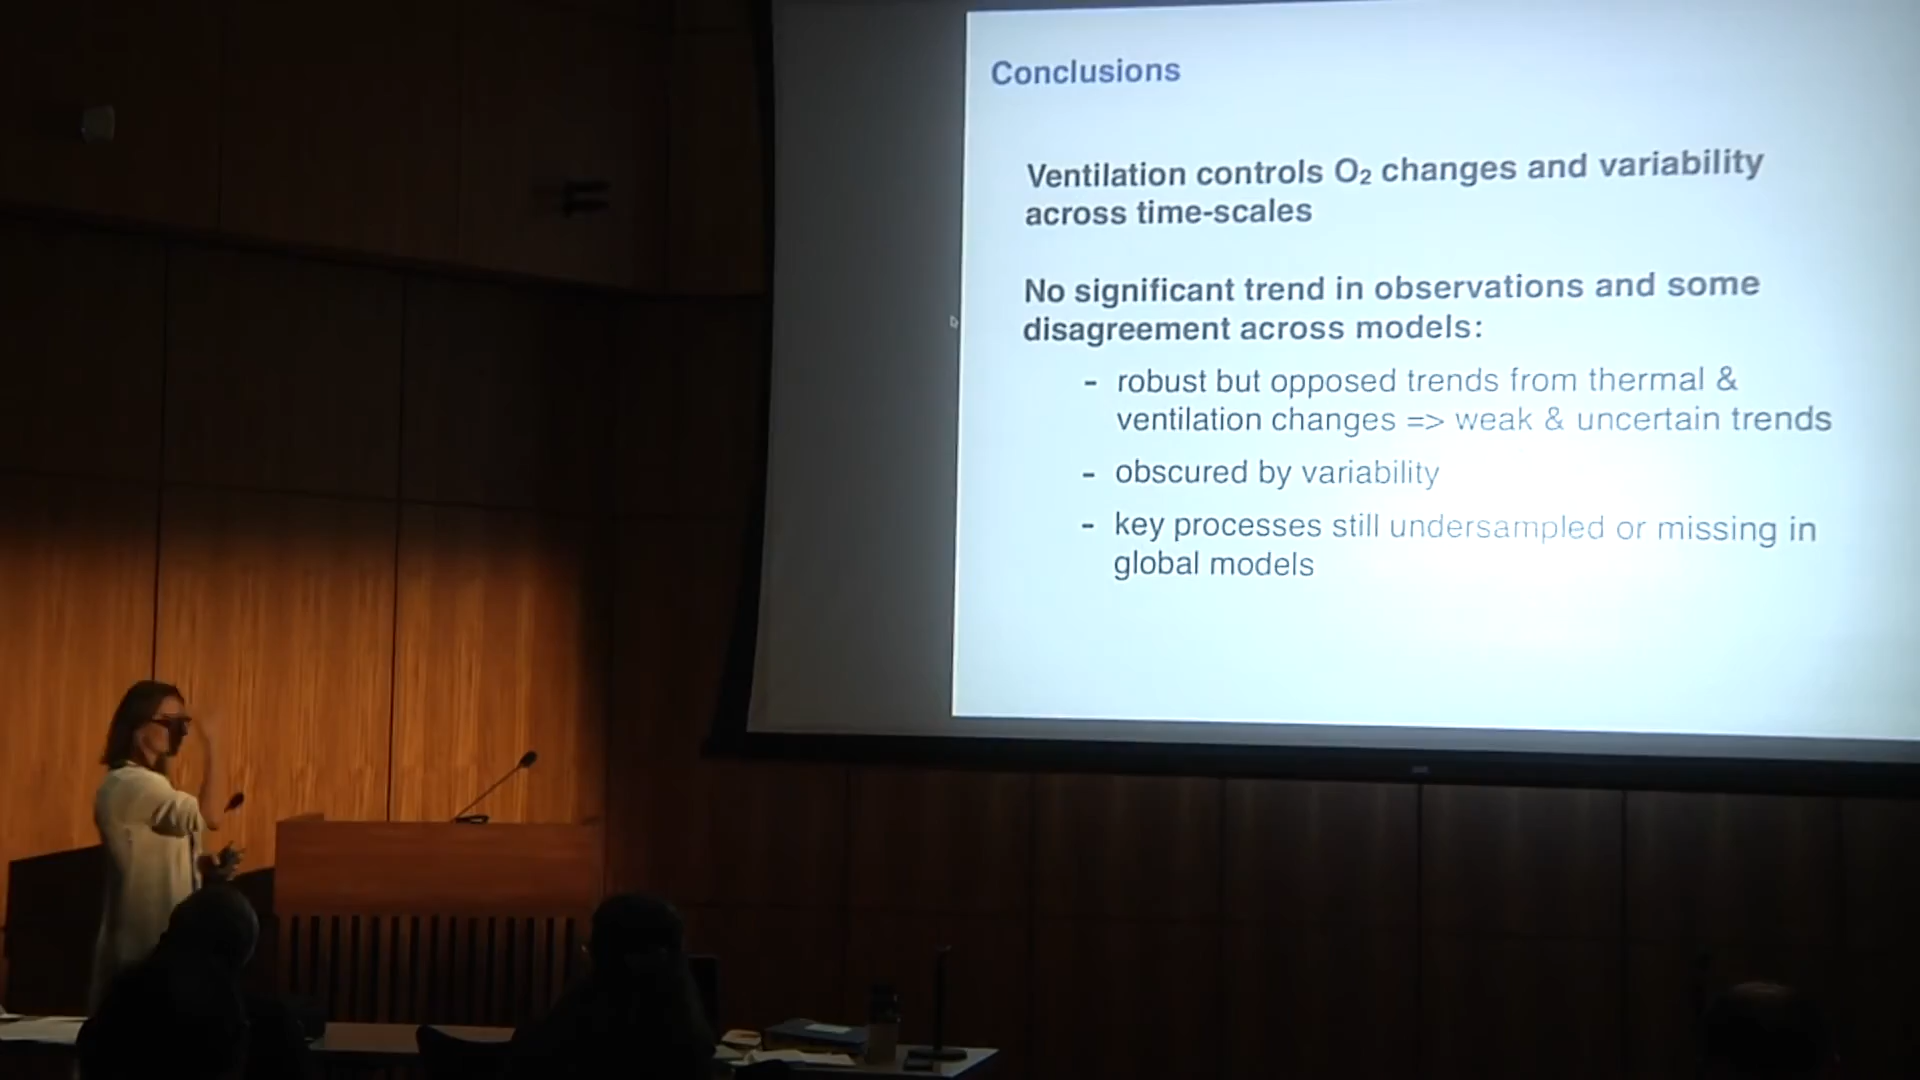 Conclusions
Ventilation controls O₂ changes and variability
across time-scales
No significant trend in observations and some
disagreement across models:
- robust but opposed trends from thermal &
ventilation changes => weak & uncertain trends
- obscured by variability
- key processes still undersampled or missing in
global models